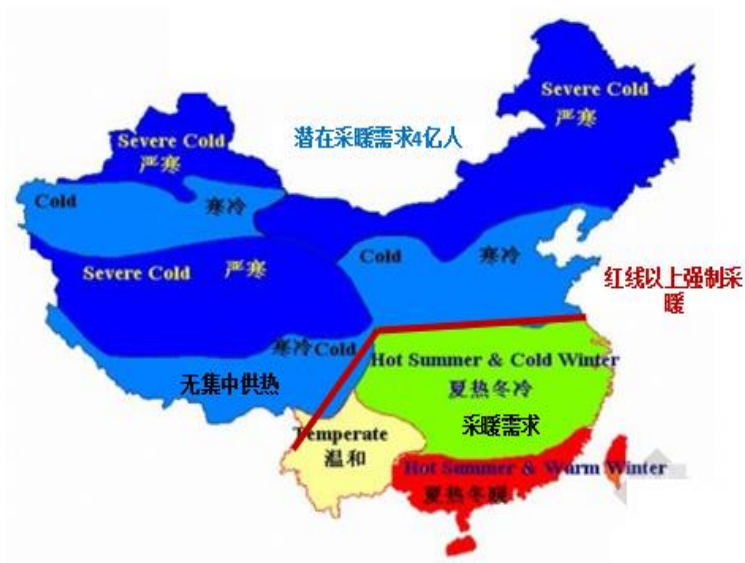 Severe Cold
严寒
潜在采暖需求4亿人
Severe Cold
严寒
Cold
寒冷
Cold
寒冷
Severe Cold
严寒
红线以上强制采
暖
寒冷Cold
Hot Summer & Cold Winter
无集中供热
夏热冬冷
采暖需求
Temperate
温和
Hot Summer & Warm Winter
夏热冬暖